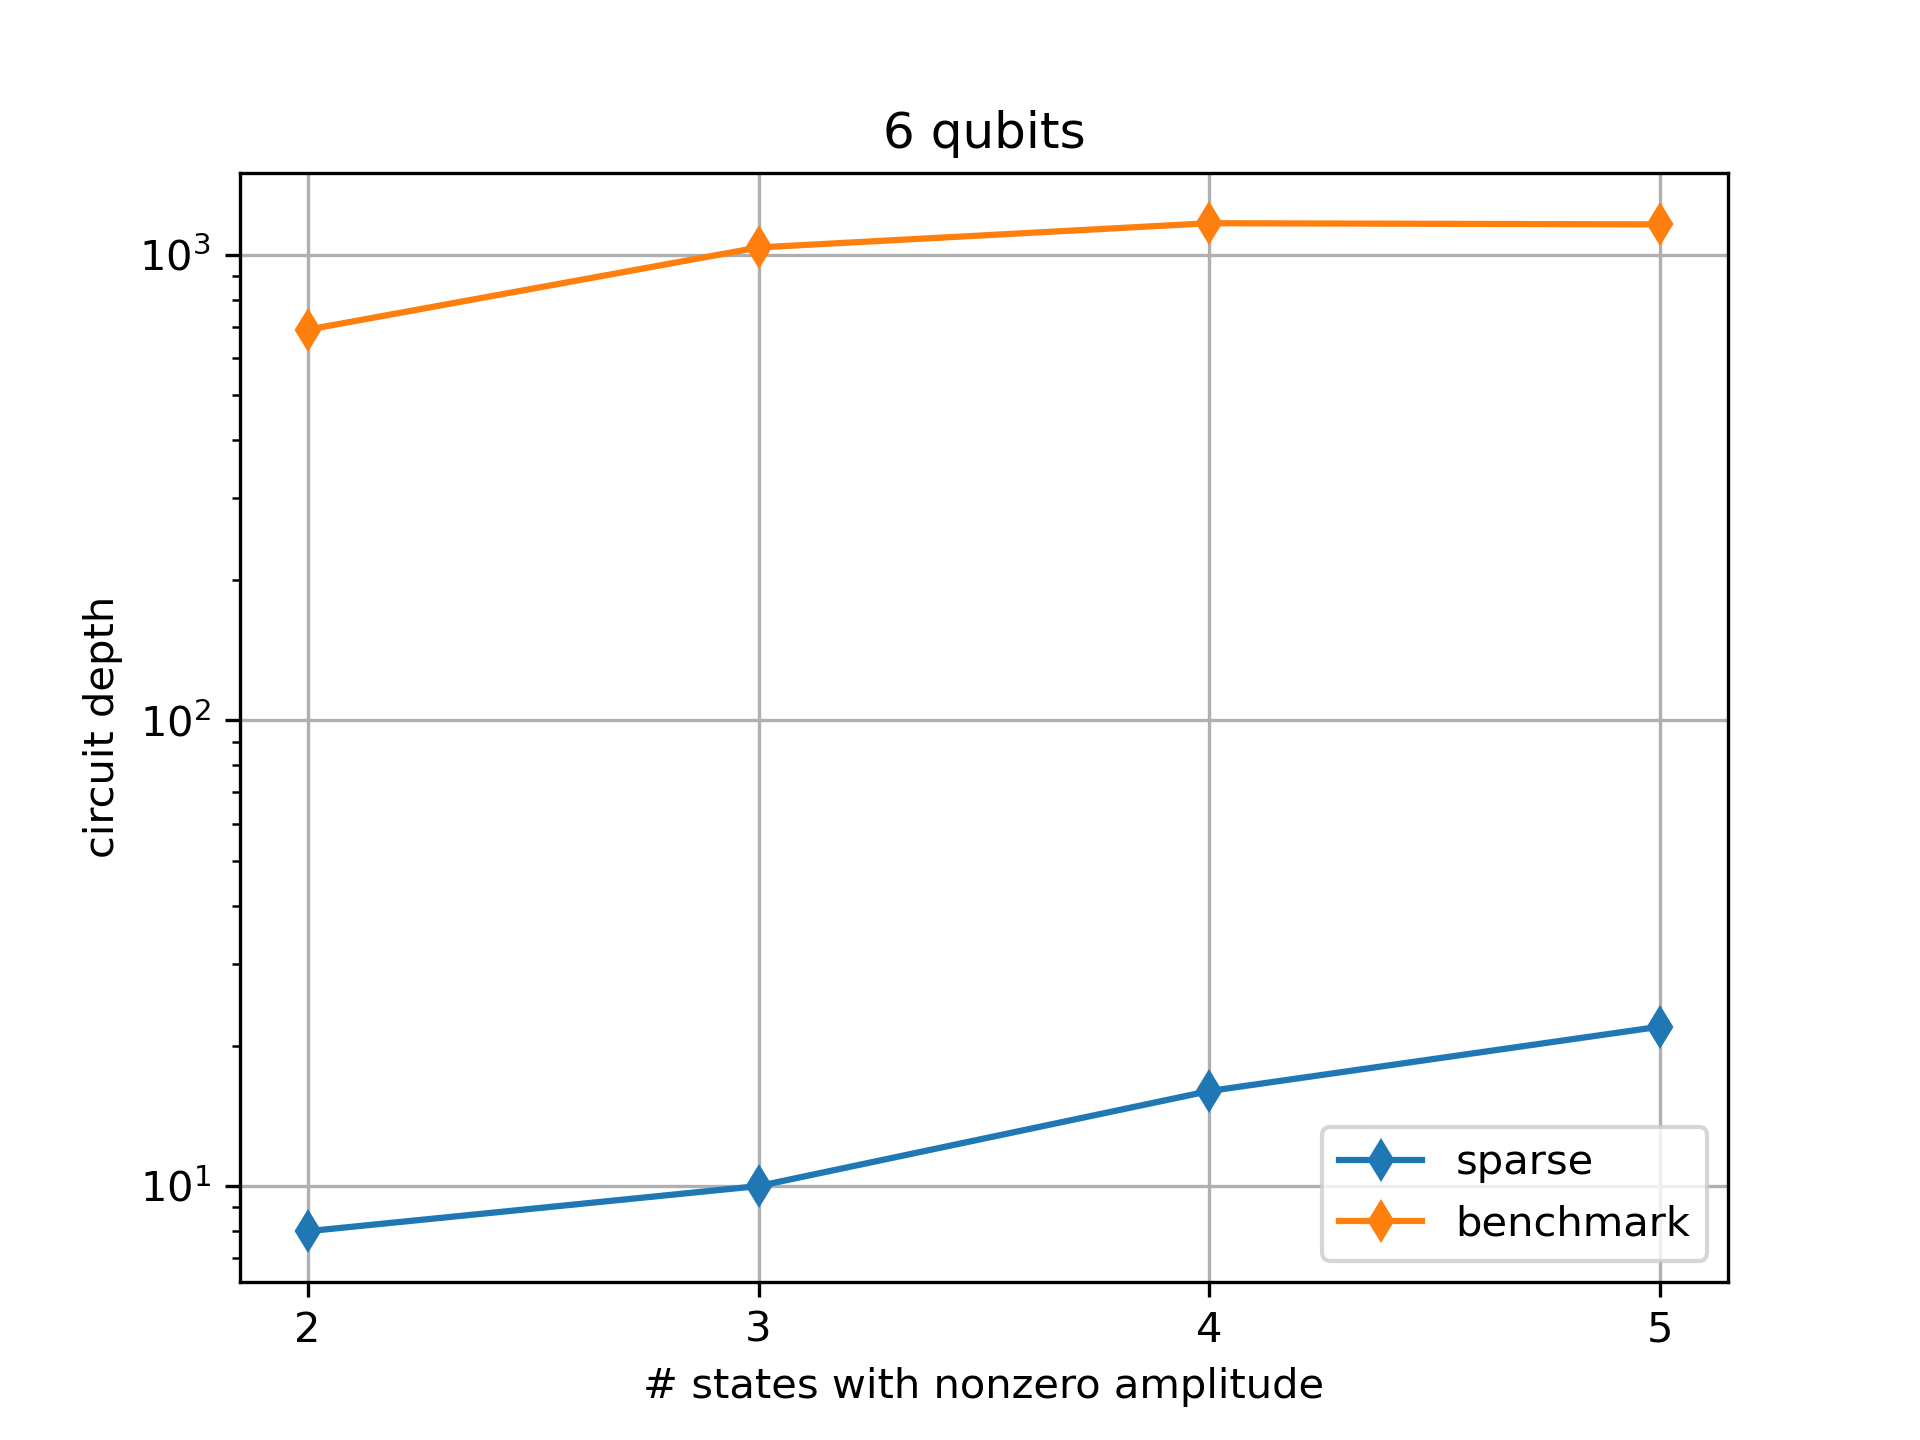 6 qubits
10³
10²
10¹
circuit depth
2 3 4 5
# states with nonzero amplitude
sparse
benchmark